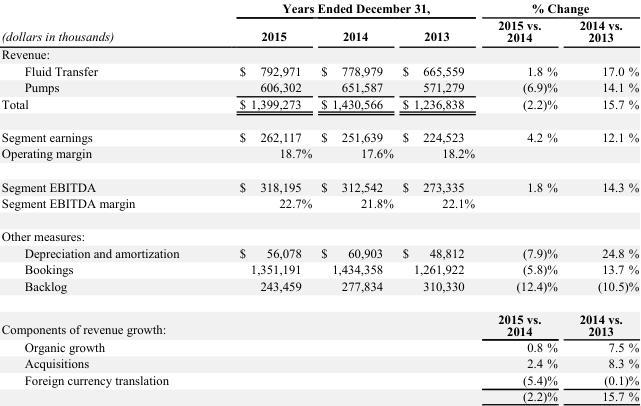 Years Ended December 31, % Change
(dollars in thousands) 2015 2014 2013 2015 vs. 2014 2014 vs. 2013
Revenue:
Fluid Transfer $ 792,971 $ 778,979 $ 665,559 1.8 % 17.0 %
Pumps 606,302 651,587 571,279 (6.9)% 14.1 %
Total $ 1,399,273 $ 1,430,566 $ 1,236,838 (2.2)% 15.7 %
Segment earnings $ 262,117 $ 251,639 $ 224,523 4.2 % 12.1 %
Operating margin 18.7% 17.6% 18.2%
Segment EBITDA $ 318,195 $ 312,542 $ 273,335 1.8 % 14.3 %
Segment EBITDA margin 22.7% 21.8% 22.1%
Other measures:
Depreciation and amortization $ 56,078 $ 60,903 $ 48,812 (7.9)% 24.8 %
Bookings 1,351,191 1,434,358 1,261,922 (5.8)% 13.7 %
Backlog 243,459 277,834 310,330 (12.4)% (10.5)%
Components of revenue growth: 2015 vs. 2014 2014 vs. 2013
Organic growth 0.8 % 7.5 %
Acquisitions 2.4 % 8.3 %
Foreign currency translation (5.4)% (0.1)%
(2.2)% 15.7 %